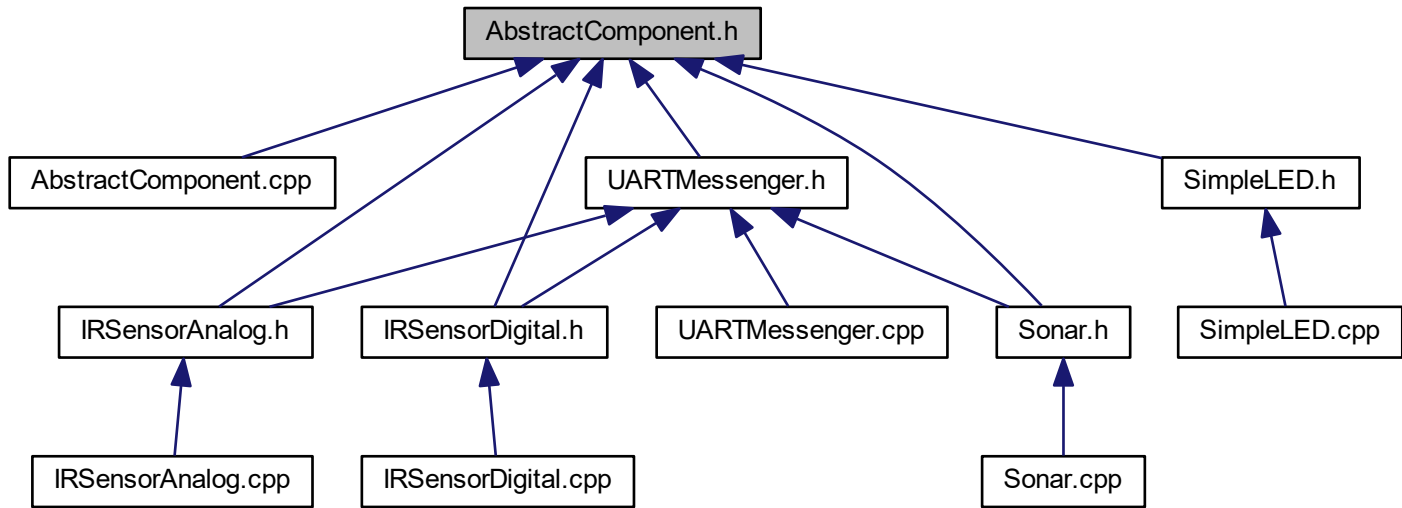 AbstractComponent.h
AbstractComponent.cpp
UARTMessenger.h
SimpleLED.h
IRSensorAnalog.h
IRSensorDigital.h
UARTMessenger.cpp
Sonar.h
SimpleLED.cpp
IRSensorAnalog.cpp
IRSensorDigital.cpp
Sonar.cpp